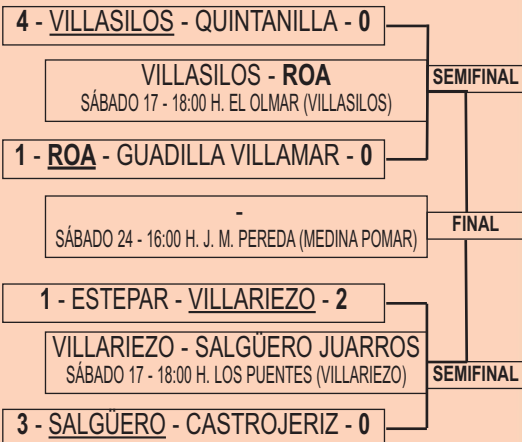 4 - VILLASILOS - QUINTANILLA - 0
VILLASILOS - ROA
SÁBADO 17 - 18:00 H. EL OLMAR (VILLASILOS)
SEMIFINAL
1 - ROA - GUADILLA VILLAMAR - 0
-
SÁBADO 24 - 16:00 H. J. M. PEREDA (MEDINA POMAR)
FINAL
1 - ESTEPAR - VILLARIEZO - 2
VILLARIEZO - SALGÜERO JUARROS
SÁBADO 17 - 18:00 H. LOS PUENTES (VILLARIEZO)
SEMIFINAL
3 - SALGÜERO - CASTROJERIZ - 0